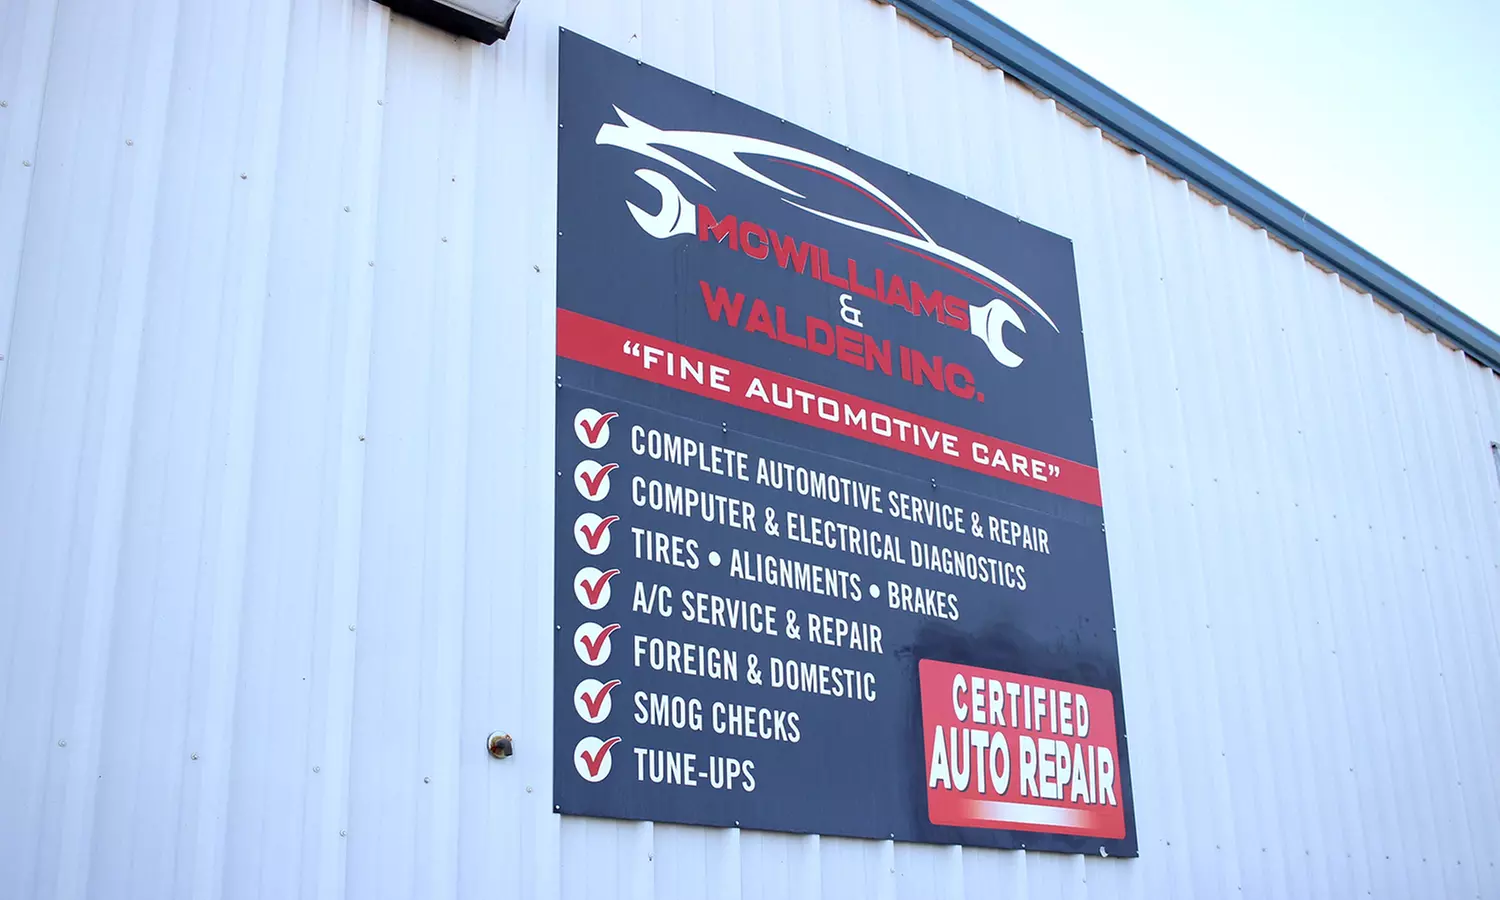 MCWILLIAMS
&
WALDEN INC.
“FINE AUTOMOTIVE CARE”
COMPLETE AUTOMOTIVE SERVICE & REPAIR
COMPUTER & ELECTRICAL DIAGNOSTICS
TIRES • ALIGNMENTS • BRAKES
A/C SERVICE & REPAIR
FOREIGN & DOMESTIC
SMOG CHECKS
TUNE-UPS
CERTIFIED
AUTO REPAIR